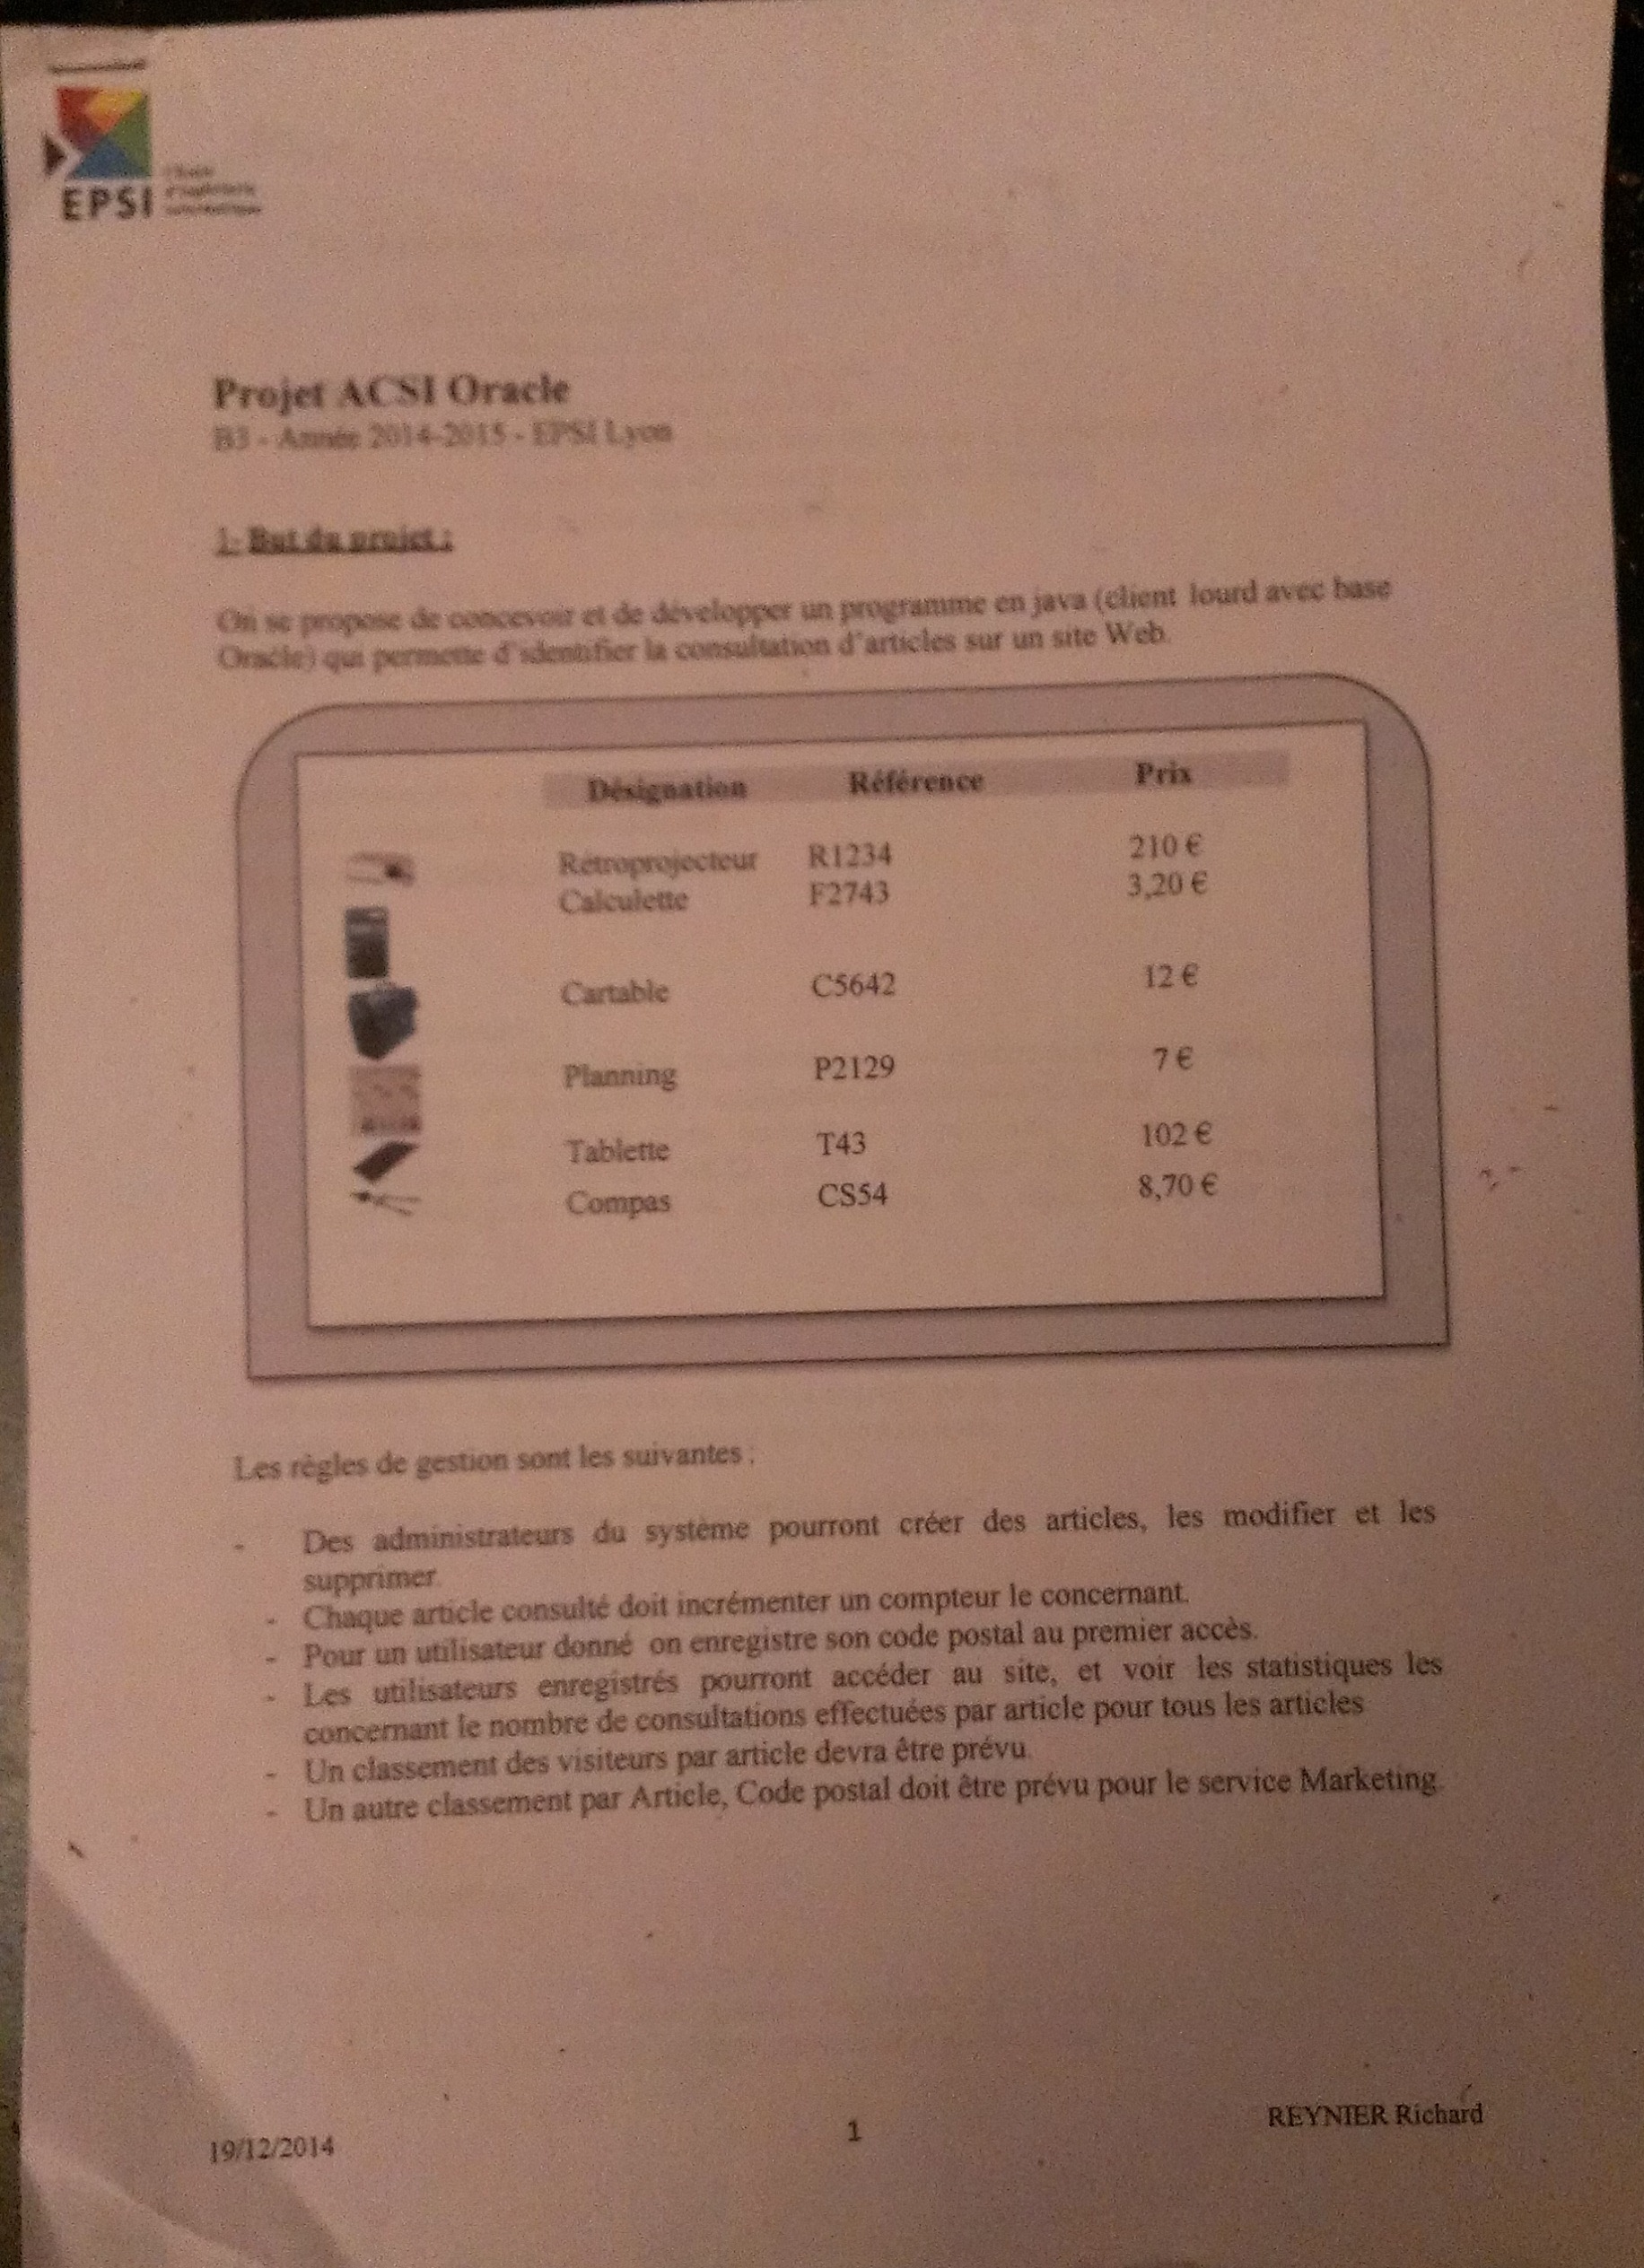 EPSI
Projet ACSI Oracle
B3 - Année 2014-2015 - EPSI Lyon
1- But du projet :
On se propose de concevoir et de développer un programme en java (client lourd avec base
Oracle) qui permette d'identifier la consultation d'articles sur un site Web.
Désignation Référence Prix
Rétroprojecteur R1234 210 €
Calculette F2743 3,20 €
Cartable C5642 12 €
Planning P2129 7 €
Tablette T43 102 €
Compas CS54 8,70 €
Les règles de gestion sont les suivantes :
- Des administrateurs du système pourront créer des articles, les modifier et les
supprimer.
- Chaque article consulté doit incrémenter un compteur le concernant.
- Pour un utilisateur donné on enregistre son code postal au premier accès.
- Les utilisateurs enregistrés pourront accéder au site, et voir les statistiques les
concernant le nombre de consultations effectuées par article pour tous les articles
- Un classement des visiteurs par article devra être prévu.
- Un autre classement par Article, Code postal doit être prévu pour le service Marketing.
19/12/2014 1 REYNIER Richard